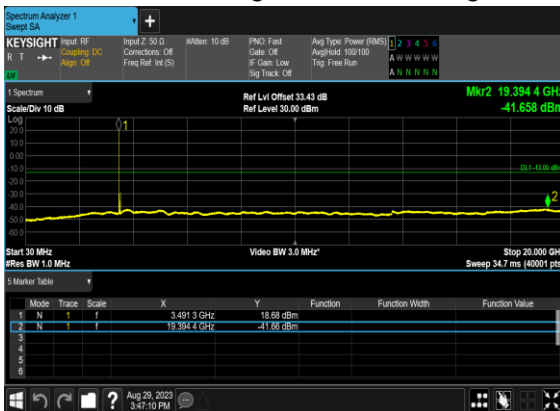 Spectrum Analyzer 1
Swept SA
+
KEYSIGHT
R T
LV
Input: RF
Coupling: DC
Align: Off
Input Z: 50 Ω
Corrections: Off
Freq Ref: Int (S)
#Atten: 10 dB
PNO: Fast
Gate: Off
IF Gain: Low
Sig Track: Off
Avg Type: Power (RMS)
Avg|Hold: 100/100
Trig: Free Run
1 2 3 4 5 6
A W W W W W
A N N N N N
1 Spectrum
Scale/Div 10 dB
Ref Lvl Offset 33.43 dB
Ref Level 30.00 dBm
Mkr2 19.394 4 GHz
-41.658 dBm
Log
20.0
10.0
0.00
-10.0
-20.0
-30.0
-40.0
-50.0
-60.0
1
DL1 -13.00 dBm
2
Start 30 MHz
#Res BW 1.0 MHz
Video BW 3.0 MHz*
Stop 20.000 GHz
Sweep 34.7 ms (40001 pts)
5 Marker Table
Mode Trace Scale X Y Function Function Width Function Value
1 N 1 f 3.491 3 GHz 18.68 dBm
2 N 1 f 19.394 4 GHz -41.66 dBm
3
4
5
6
?
Aug 29, 2023
3:47:10 PM